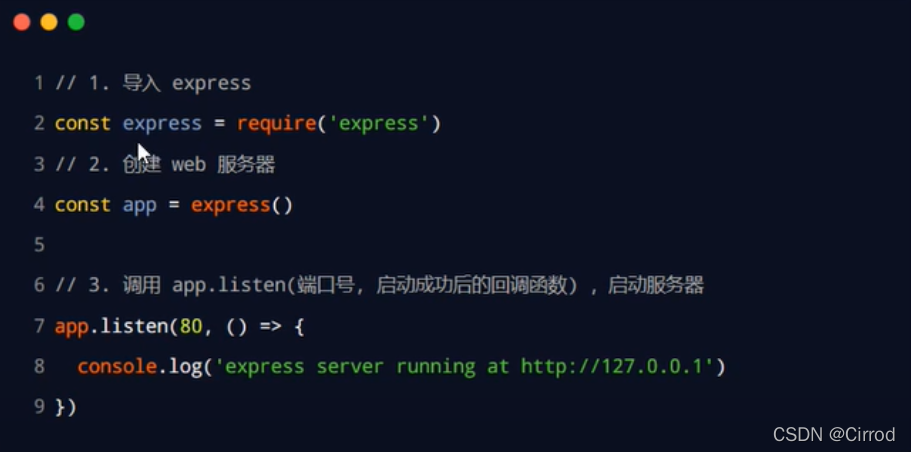 1 // 1. 导入 express
2 const express = require('express')
3 // 2. 创建 web 服务器
4 const app = express()
5
6 // 3. 调用 app.listen(端口号, 启动成功后的回调函数) , 启动服务器
7 app.listen(80, () => {
8   console.log('express server running at http://127.0.0.1')
9 })
CSDN @Cirrod